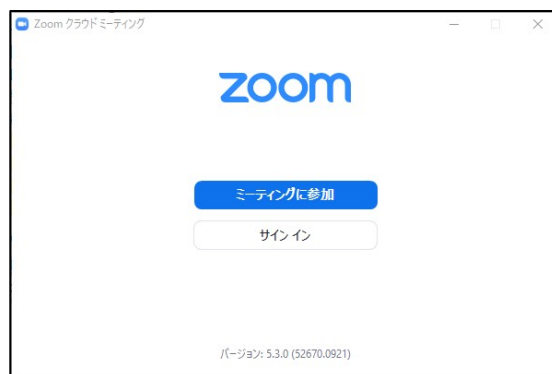 Zoom クラウド ミーティング
zoom
ミーティングに参加
サイン イン
バージョン: 5.3.0 (52670.0921)